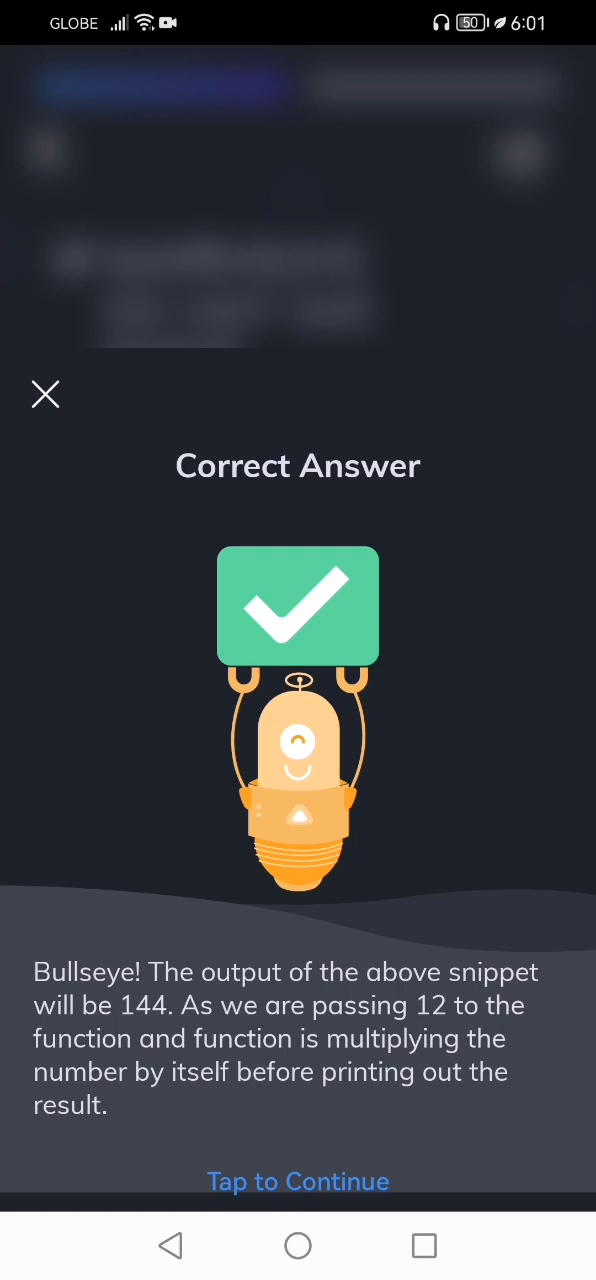 GLOBE
50
6:01
Correct Answer
Bullseye! The output of the above snippet
will be 144. As we are passing 12 to the
function and function is multiplying the
number by itself before printing out the
result.
Tap to Continue